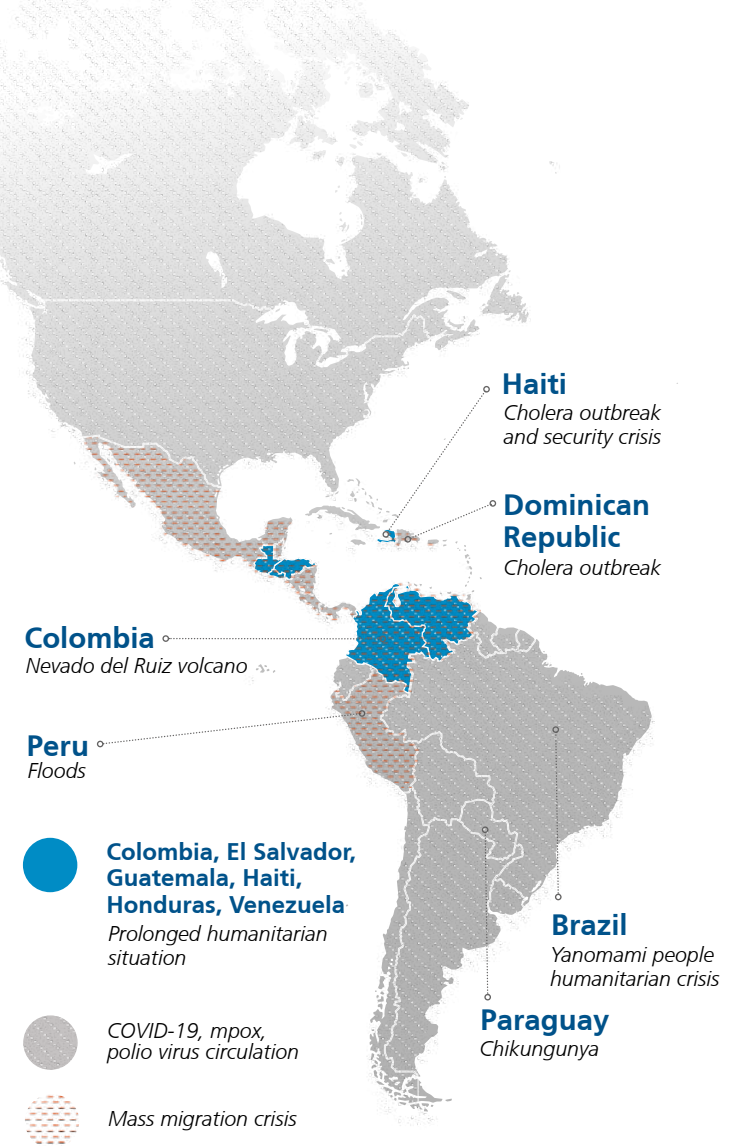 Haiti
Cholera outbreak
and security crisis
Dominican
Republic
Cholera outbreak
Colombia
Nevado del Ruiz volcano
Peru
Floods
Colombia, El Salvador,
Guatemala, Haiti,
Honduras, Venezuela
Prolonged humanitarian
situation
Brazil
Yanomami people
humanitarian crisis
Paraguay
Chikungunya
COVID-19, mpox,
polio virus circulation
Mass migration crisis